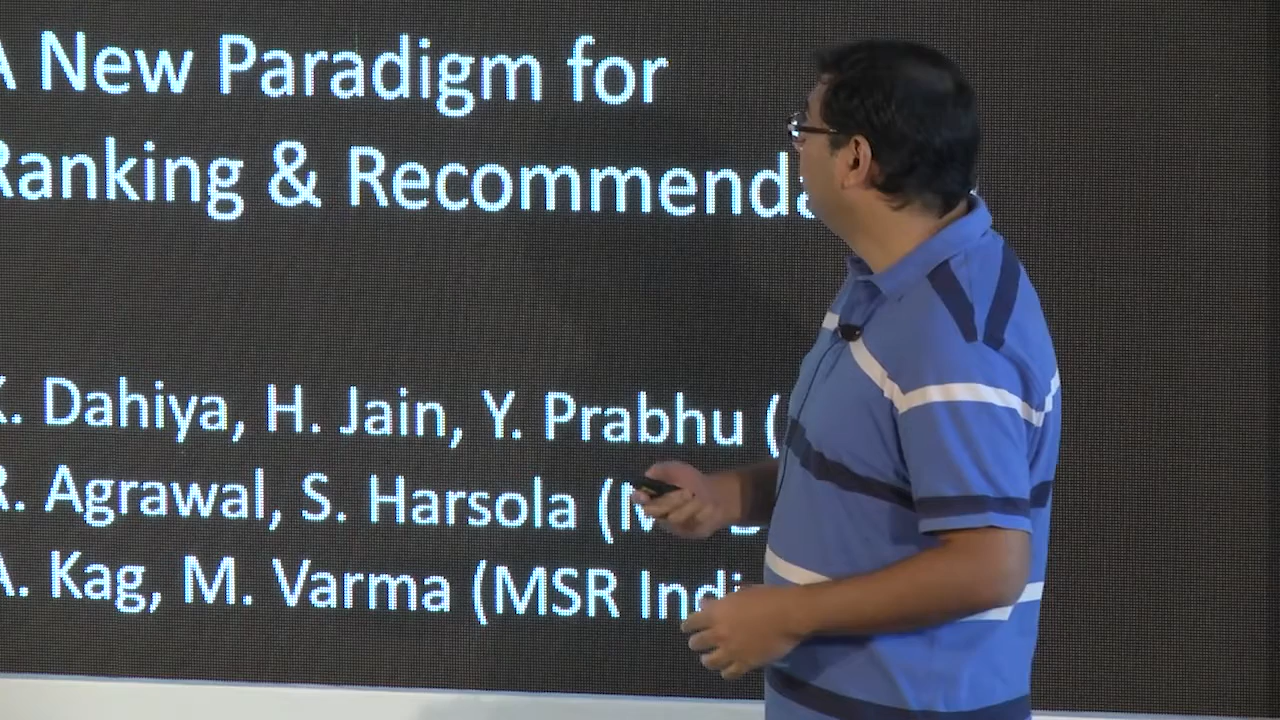 A New Paradigm for
Ranking & Recommenda
K. Dahiya, H. Jain, Y. Prabhu (
R. Agrawal, S. Harsola (
A. Kag, M. Varma (MSR Indi